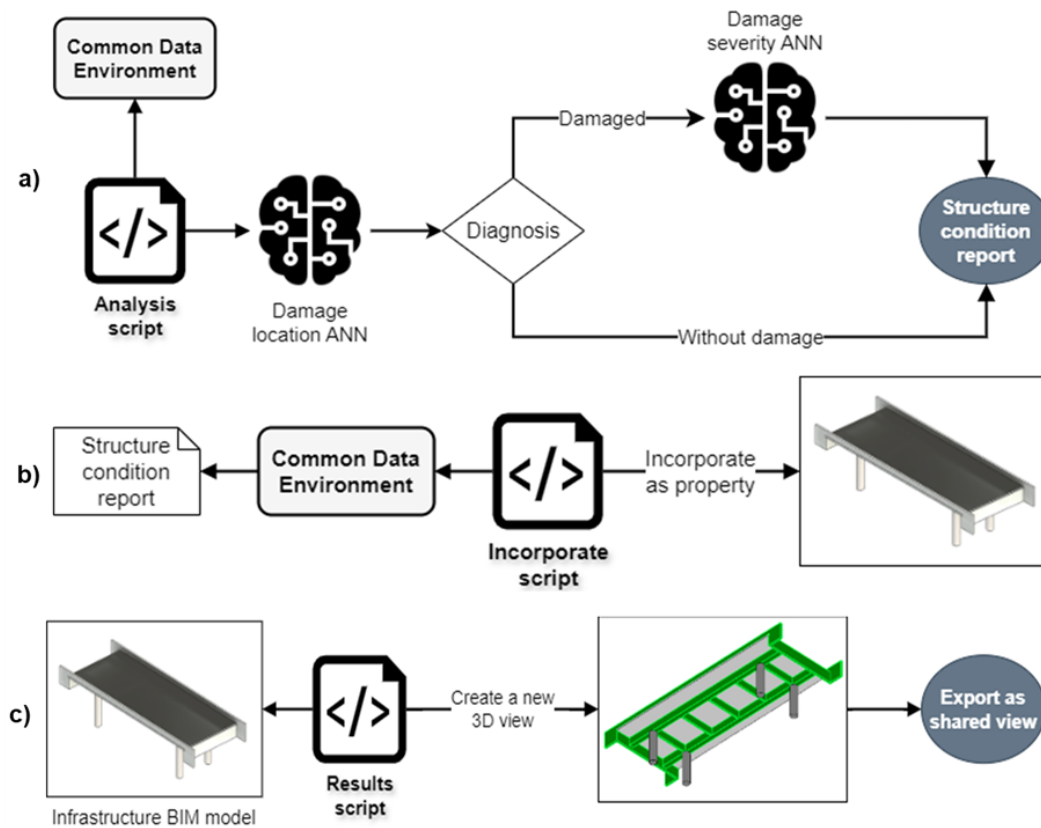 Common Data
Environment
Damage
severity ANN
Damaged
a)
</>
Diagnosis
Structure
condition
report
Analysis
script
Damage
location ANN
Without damage
b)
Structure
condition
report
Common Data
Environment
</>
Incorporate
as property
Incorporate
script
c)
</>
Create a new
3D view
Export as
shared view
Results
script
Infrastructure BIM model